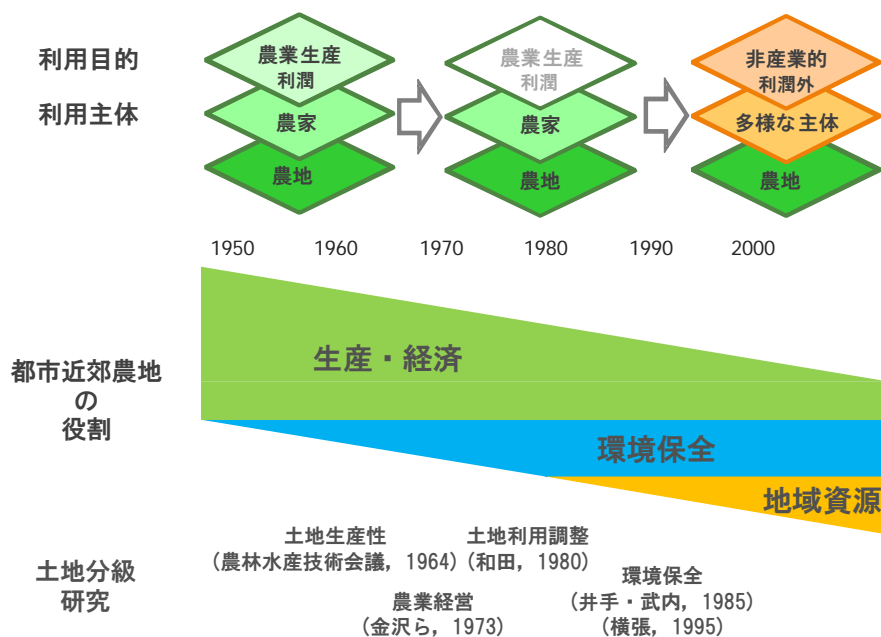 利用目的
農業生産
利潤
農業生産
利潤
非産業的
利潤外
利用主体
農家
農家
多様な主体
農地
農地
農地
1950 1960 1970 1980 1990 2000
生産・経済
都市近郊農地
の
役割
環境保全
地域資源
土地分級
研究
土地生産性
(農林水産技術会議, 1964)
土地利用調整
(和田, 1980)
農業経営
(金沢ら, 1973)
環境保全
(井手・武内, 1985)
(横張, 1995)